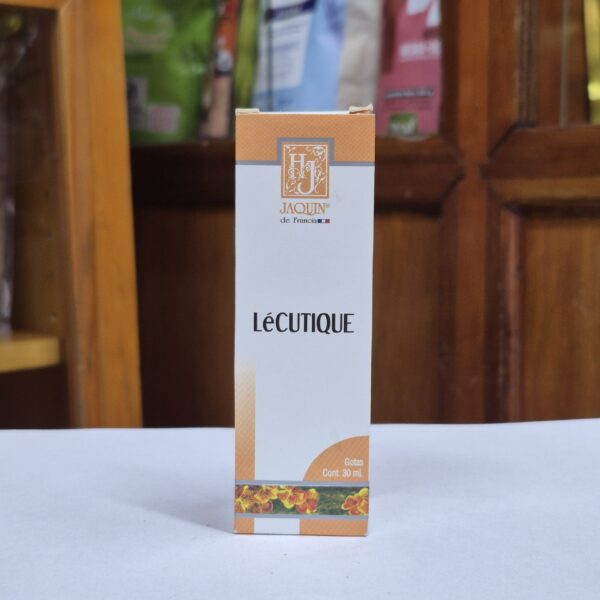 HJ
JAQUIN®
de Francia
LéCUTIQUE
Gotas
Cont. 30 ml.